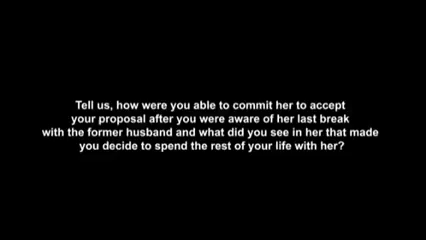 Tell us, how were you able to commit her to accept
your proposal after you were aware of her last break
with the former husband and what did you see in her that made
you decide to spend the rest of your life with her?